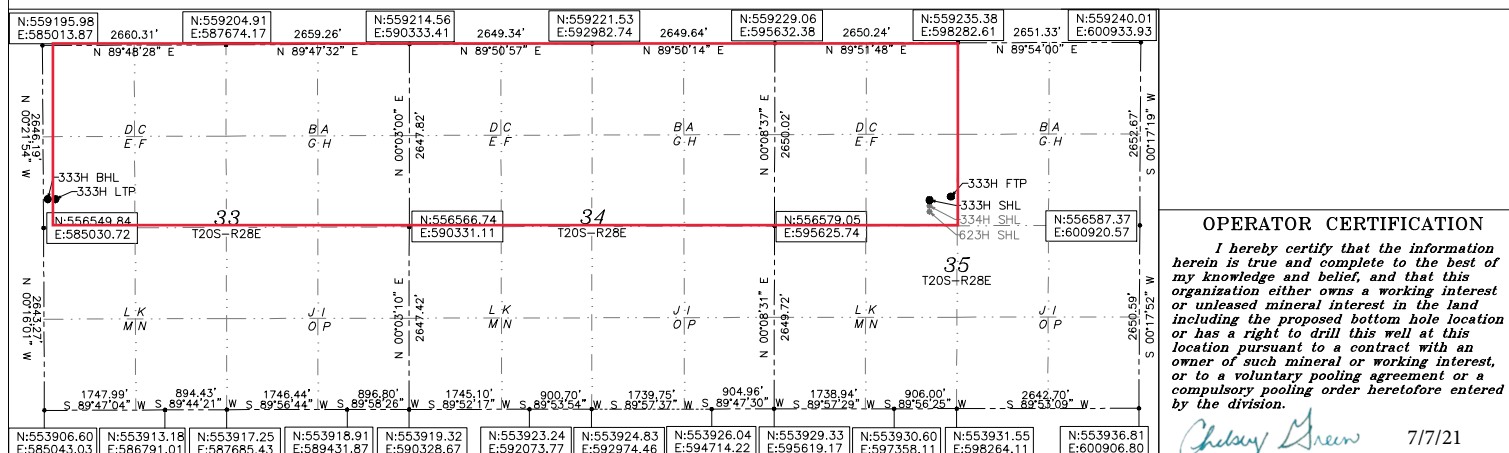 N:559195.98
E:585013.87
2660.31'
N 89°48'28" E
N:559204.91
E:587674.17
2659.26'
N 89°47'32" E
N:559214.56
E:590333.41
2649.34'
N 89°50'57" E
N:559221.53
E:592982.74
2649.64'
N 89°50'14" E
N:559229.06
E:595632.38
2650.24'
N 89°51'48" E
N:559235.38
E:598282.61
2651.33'
N 89°54'00" E
N:559240.01
E:600933.93
N 00°21'54" W
2646.19'
D C
E F
B A
G H
N 00°03'00" E
2647.82'
D C
E F
B A
G H
N 00°08'37" E
2650.02'
D C
E F
B A
G H
2652.67'
S 00°17'19" W
333H BHL
333H LTP
333H FTP
333H SHL
334H SHL
623H SHL
N:556549.84
E:585030.72
33
T20S-R28E
N:556566.74
E:590331.11
34
T20S-R28E
N:556579.05
E:595625.74
N:556587.37
E:600920.57
35
T20S-R28E
2643.27'
L K
M N
J I
O P
N 00°03'10" E
2647.42'
L K
M N
J I
O P
N 00°08'31" E
2649.72'
L K
M N
J I
O P
2650.59'
S 00°17'52" W
1747.99'
S 89°47'04" W
894.43'
S 89°44'21" W
1746.44'
S 89°56'44" W
896.80'
S 89°58'26" W
1745.10'
S 89°52'17" W
900.70'
S 89°53'54" W
1739.75'
S 89°57'37" W
904.96'
S 89°47'30" W
1738.94'
S 89°57'29" W
906.00'
S 89°56'25" W
2642.70'
S 89°53'09" W
N:553906.60
E:585043.03
N:553913.18
E:586791.01
N:553917.25
E:587685.43
N:553918.91
E:589431.87
N:553919.32
E:590328.67
N:553923.24
E:592073.77
N:553924.83
E:592974.46
N:553926.04
E:594714.22
N:553929.33
E:595619.17
N:553930.60
E:597358.11
N:553931.55
E:598264.11
N:553936.81
E:600906.80
OPERATOR CERTIFICATION
I hereby certify that the information
herein is true and complete to the best of
my knowledge and belief, and that this
organization either owns a working interest
or unleased mineral interest in the land
including the proposed bottom hole location
or has a right to drill this well at this
location pursuant to a contract with an
owner of such mineral or working interest,
or to a voluntary pooling agreement or a
compulsory pooling order heretofore entered
by the division.
Chelsey Green
7/7/21